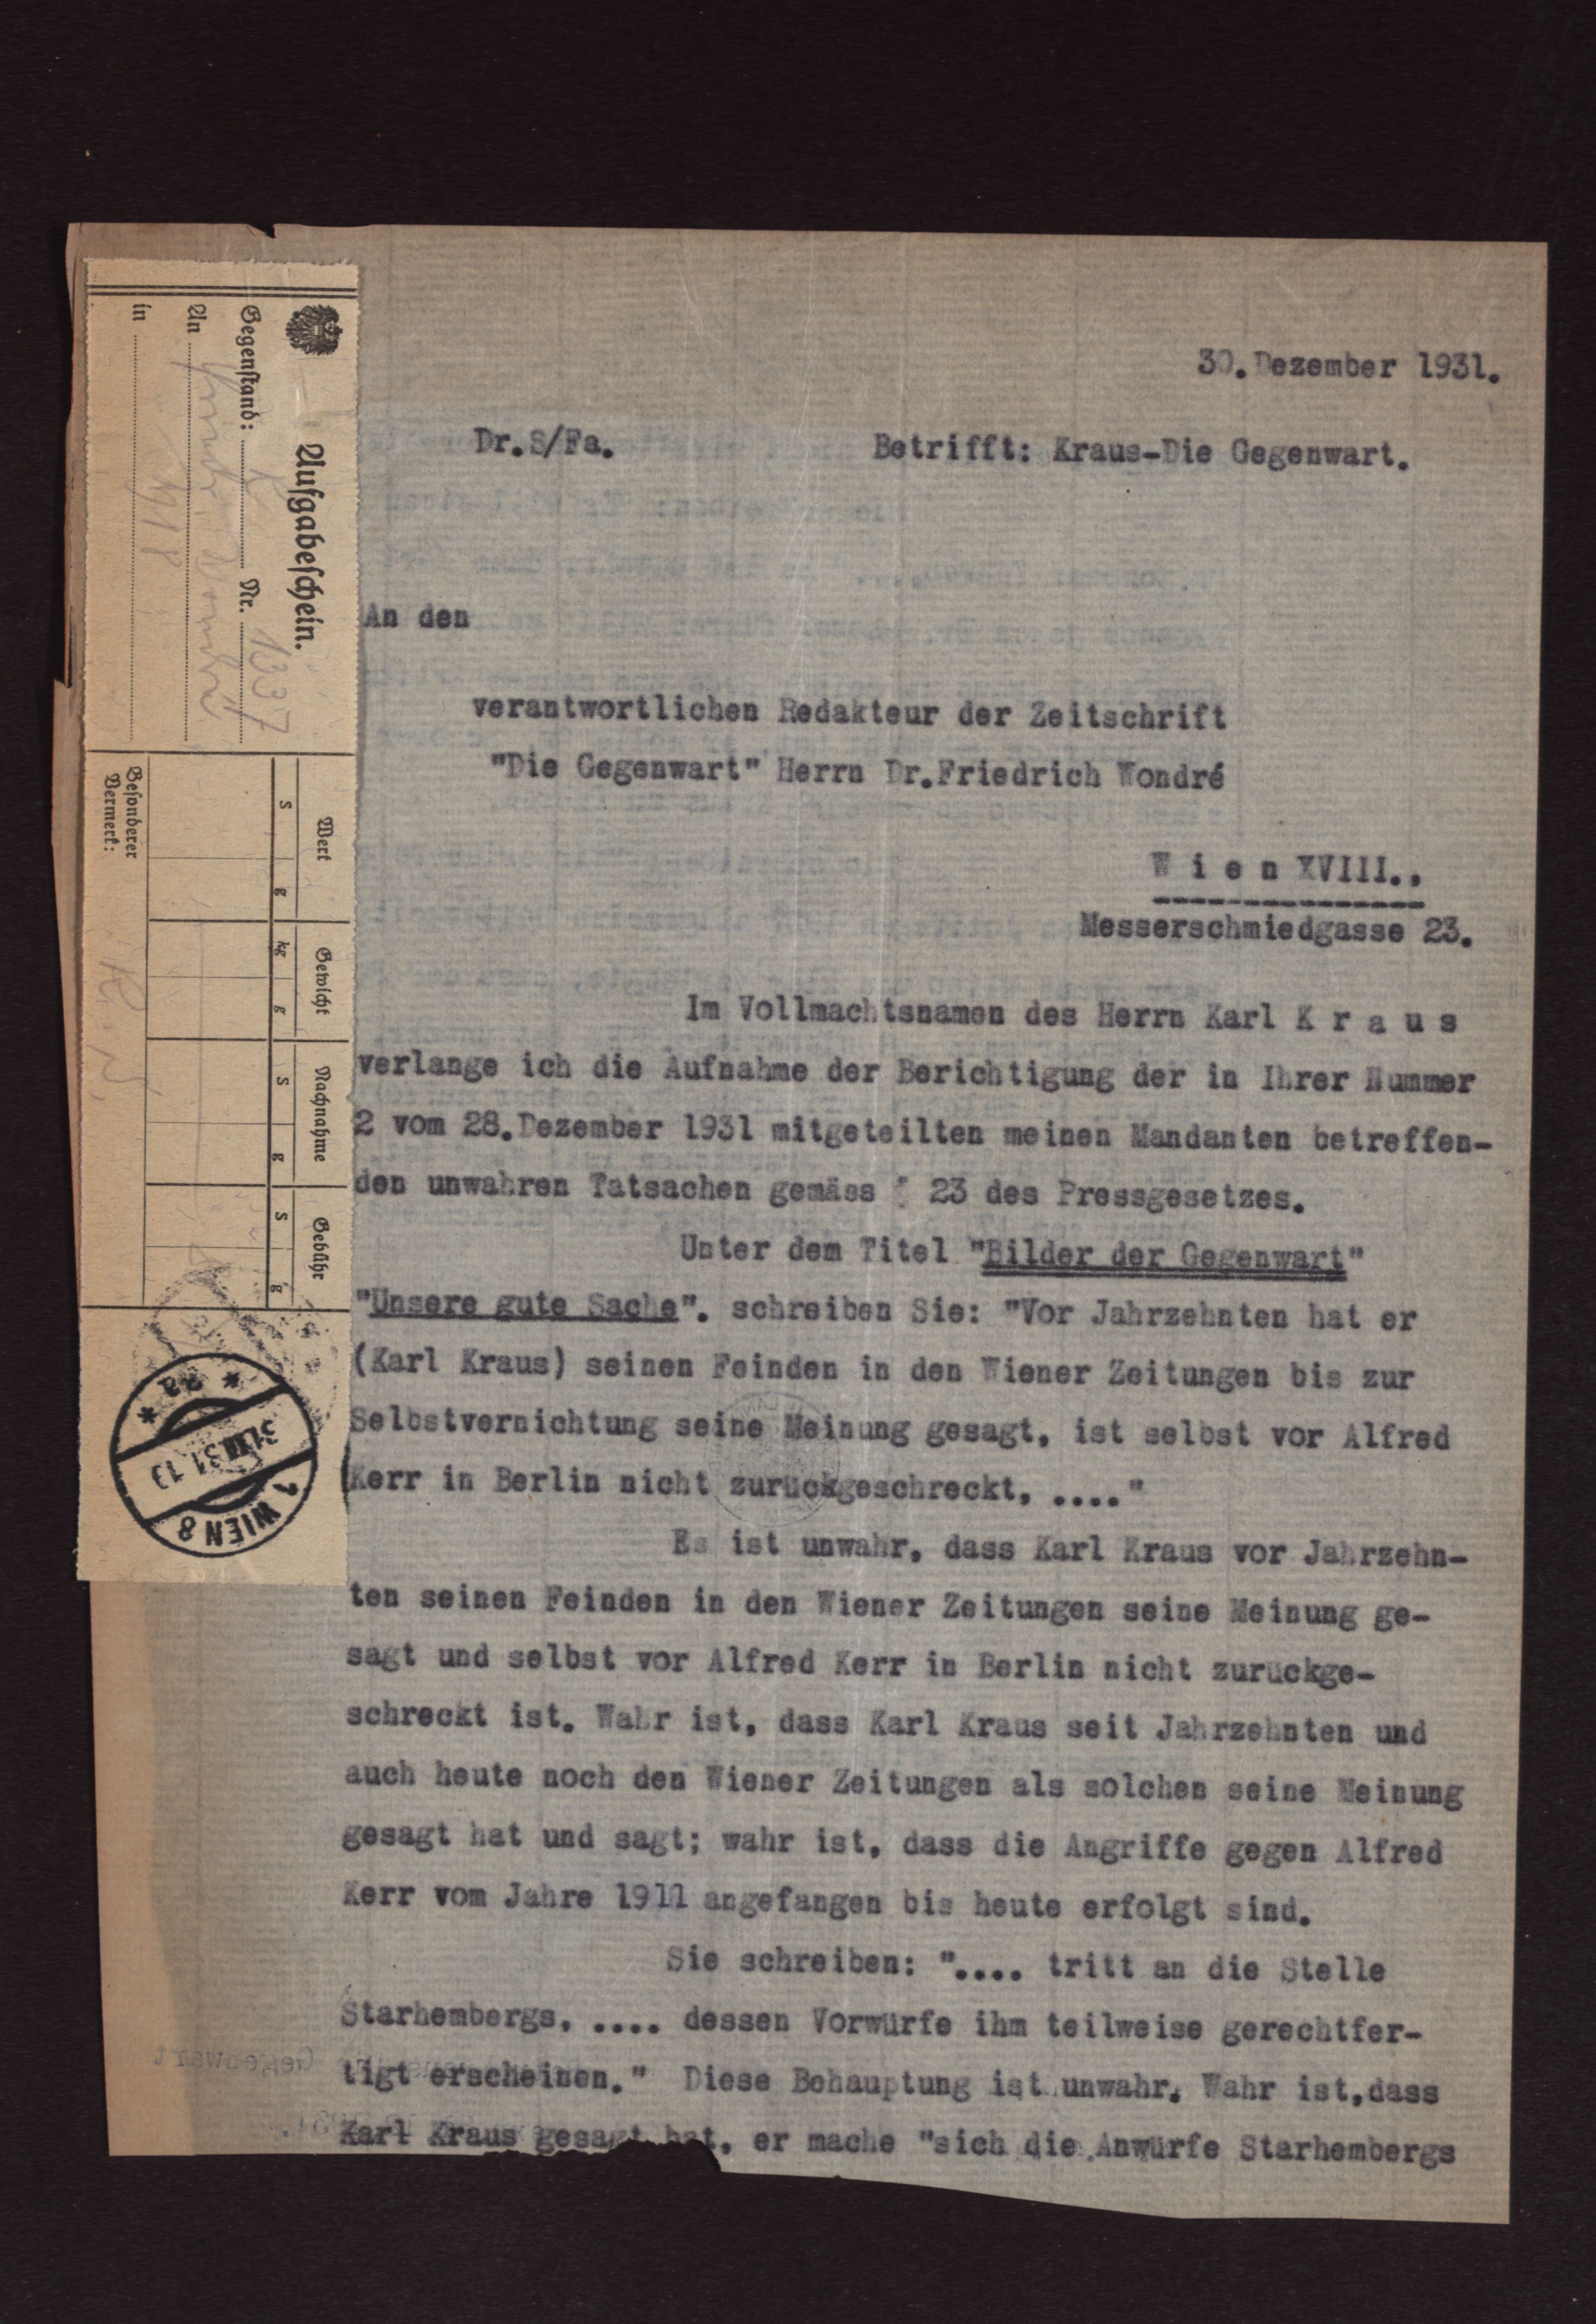 30.Dezember 1931.
Dr.S/Fa.
Betrifft: Kraus-Die Gegenwart.
An den
verantwortlichen Redakteur der Zeitschrift
"Die Gegenwart" Herrn Dr.Friedrich Wondré
W i e n XVIII.,
Messerschmiedgasse 23.
Im Vollmachtsnamen des Herrn Karl K r a u s
verlange ich die Aufnahme der Berichtigung der in Ihrer Nummer
2 vom 28.Dezember 1931 mitgeteilten meinen Mandanten betreffen-
den unwahren Tatsachen gemäss § 23 des Pressgesetzes.
Unter dem Titel "Bilder der Gegenwart"
"Unsere gute Sache". schreiben Sie: "Vor Jahrzehnten hat er
(Karl Kraus) seinen Feinden in den Wiener Zeitungen bis zur
Selbstvernichtung seine Meinung gesagt, ist selbst vor Alfred
Kerr in Berlin nicht zurückgeschreckt, ...."
Es ist unwahr, dass Karl Kraus vor Jahrzehn-
ten seinen Feinden in den Wiener Zeitungen seine Meinung ge-
sagt und selbst vor Alfred Kerr in Berlin nicht zurückge-
schreckt ist. Wahr ist, dass Karl Kraus seit Jahrzehnten und
auch heute noch den Wiener Zeitungen als solchen seine Meinung
gesagt hat und sagt; wahr ist, dass die Angriffe gegen Alfred
Kerr vom Jahre 1911 angefangen bis heute erfolgt sind.
Sie schreiben: ".... tritt an die Stelle
Starhembergs, .... dessen Vorwürfe ihm teilweise gerechtfer-
tigt erscheinen." Diese Behauptung ist unwahr. Wahr ist,dass
Karl Kraus gesagt hat, er mache "sich die Anwürfe Starhembergs
Aufgabeschein.
Gegenstand: R Nr. 1337
An
in
Wert
Gewicht
Nachnahme
Gebühr
S g
kg g
S g
S g
Besonderer
Vermerk:
1 WIEN 8
31.XII.31.19
* 2a *